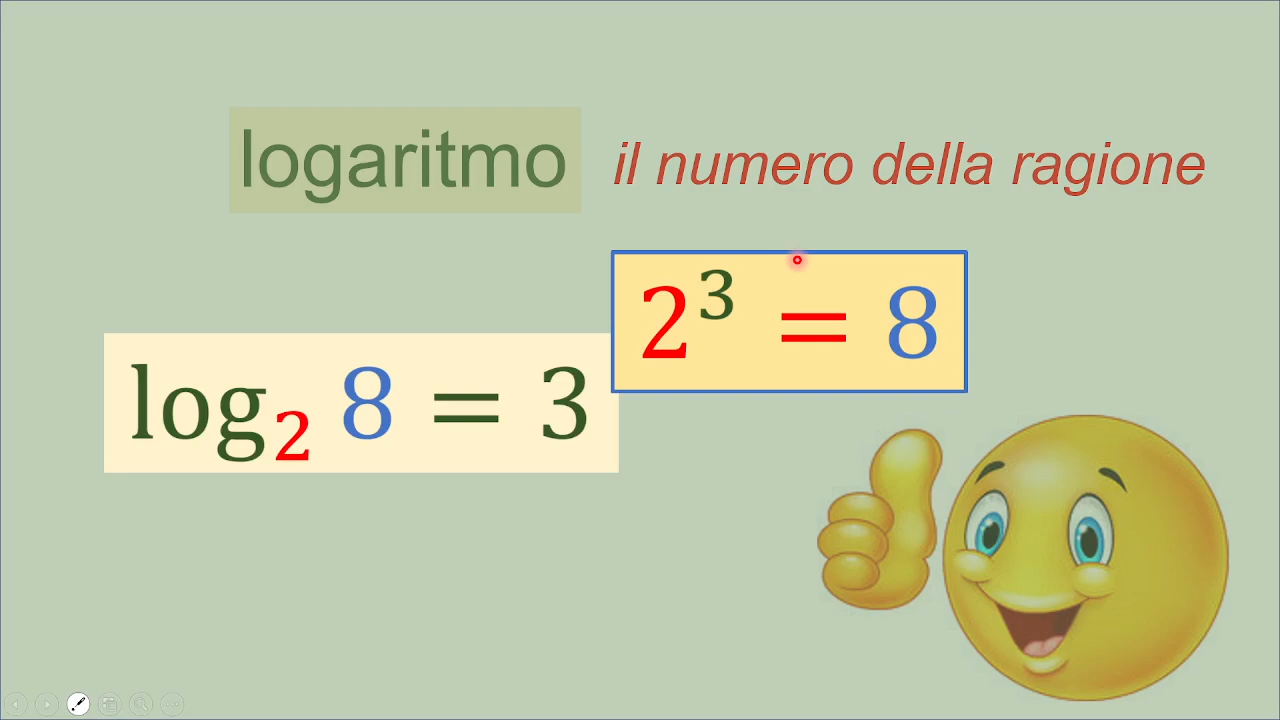 logaritmo il numero della ragione
2³ = 8
log₂ 8 = 3